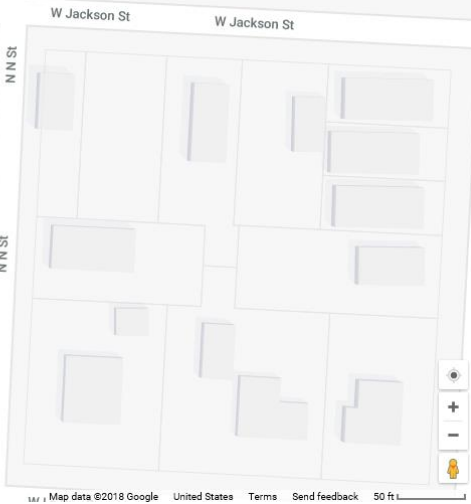 W Jackson St
W Jackson St
N N St
N N St
+
−
W J
Map data ©2018 Google United States Terms Send feedback 50 ft